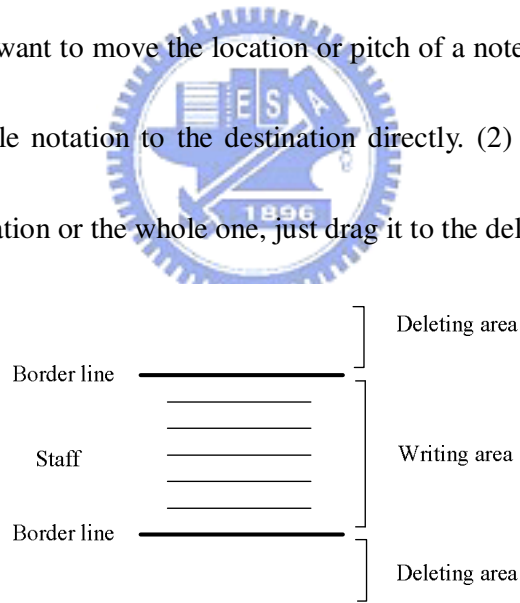 want to move the location or pitch of a note
le notation to the destination directly. (2)
ation or the whole one, just drag it to the del
E S A
1896
Deleting area
Border line
Staff
Writing area
Border line
Deleting area